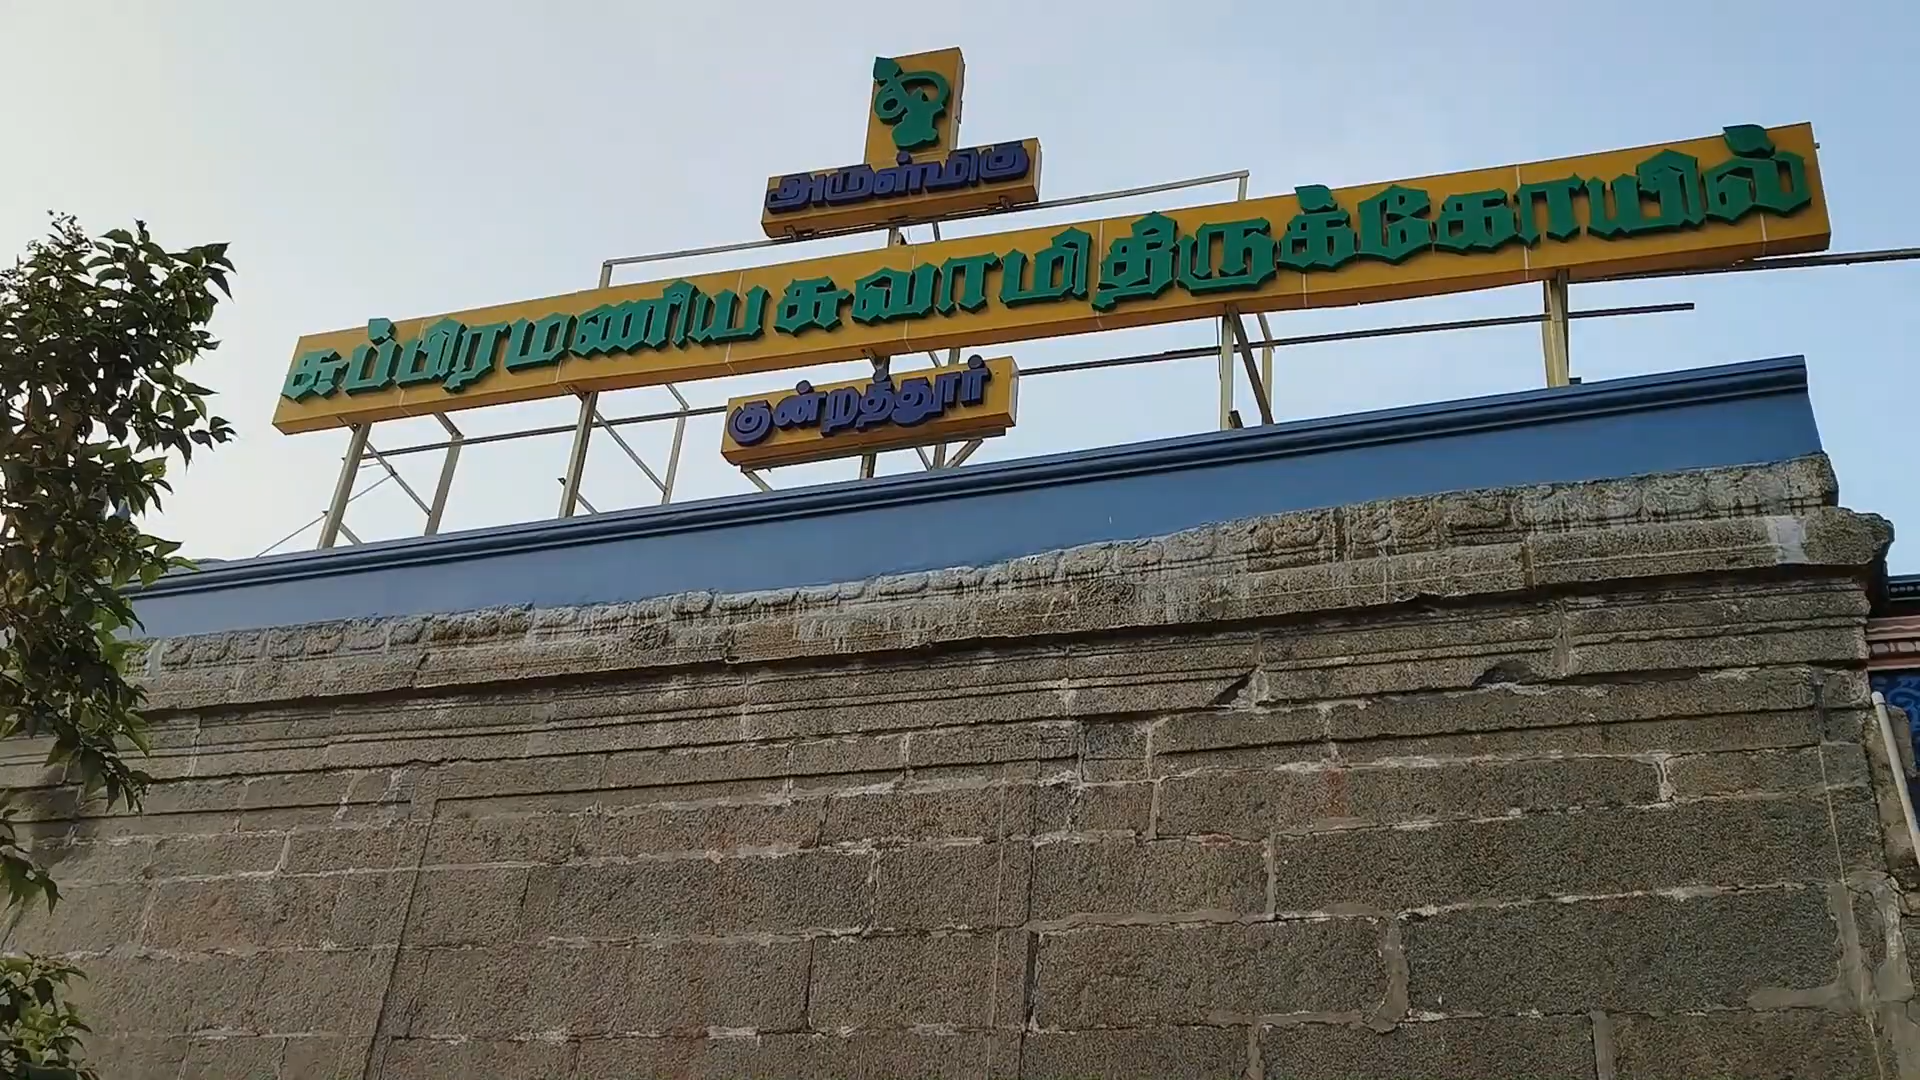 ஓ
அருள்மிகு
சுப்பிரமணிய சுவாமி திருக்கோயில்
குன்றத்தூர்